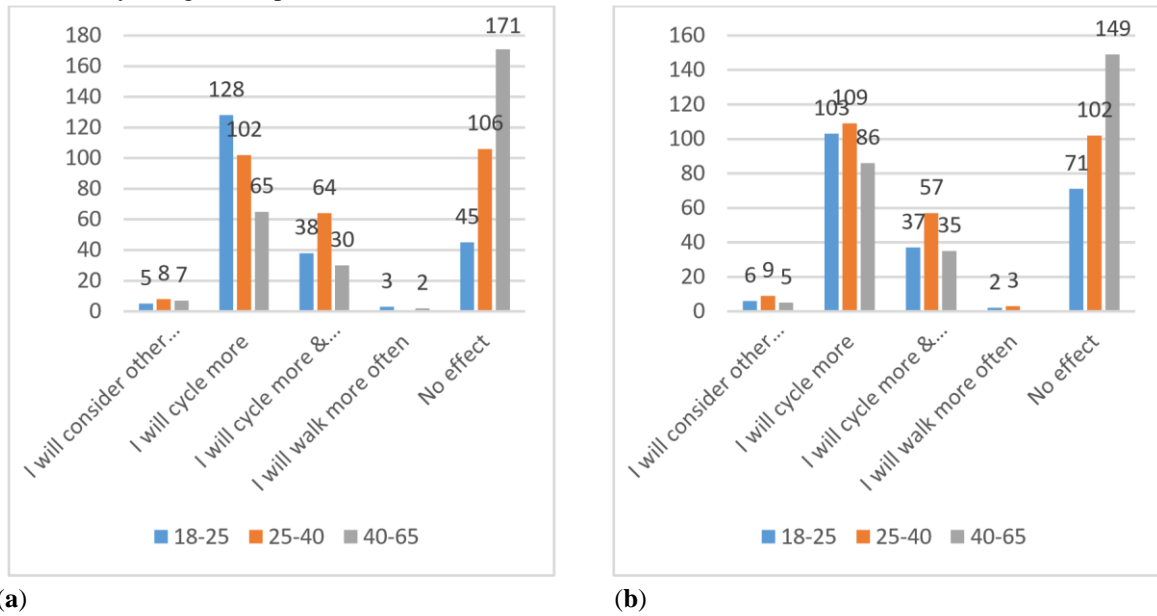 180
160
140
120
100
80
60
40
20
0
5 8 7
128 102 65
38 64 30
3 2
45 106 171
I will consider other...
I will cycle more
I will cycle more &...
I will walk more often
No effect
18-25 25-40 40-65
(a)
160
140
120
100
80
60
40
20
0
6 9 5
103 109 86
37 57 35
2 3
71 102 149
I will consider other...
I will cycle more
I will cycle more &...
I will walk more often
No effect
18-25 25-40 40-65
(b)